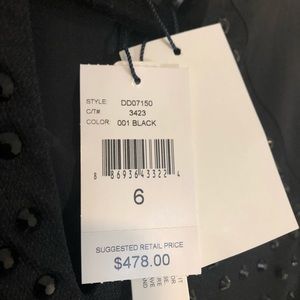 STYLE: DD07150
C/T# 3423
COLOR: 001 BLACK
8 86936 43322 4
6
SUGGESTED RETAIL PRICE
$478.00